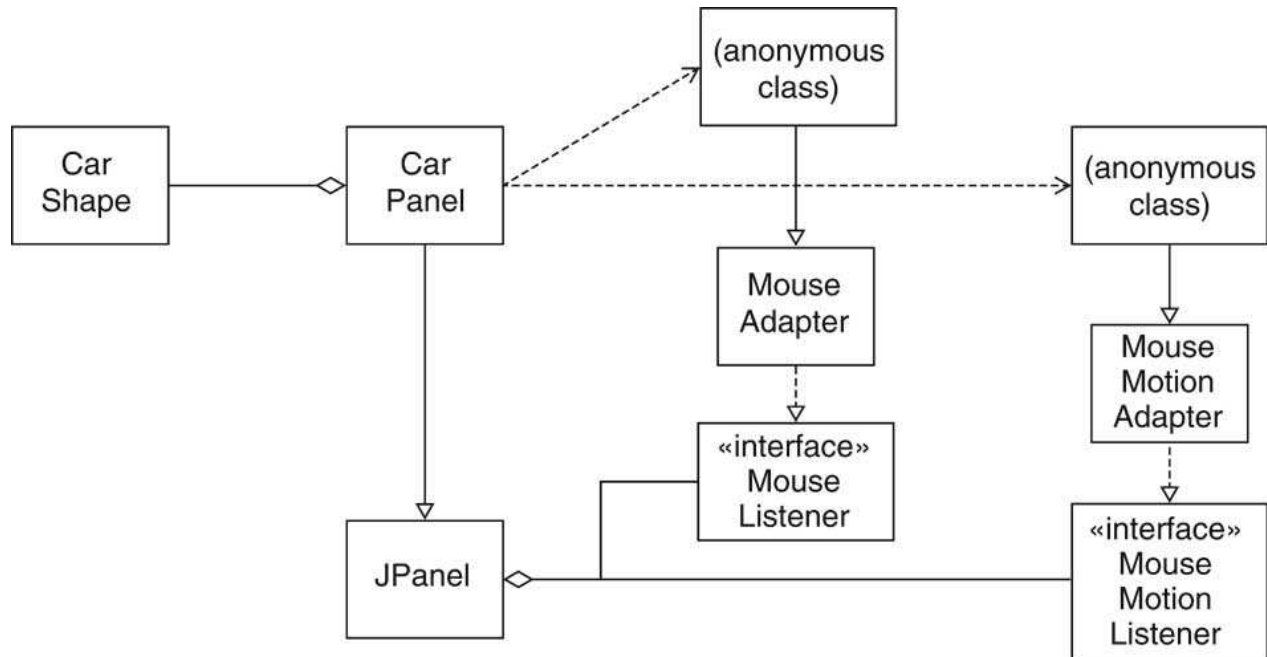 (anonymous
class)
Car
Shape
Car
Panel
(anonymous
class)
Mouse
Adapter
Mouse
Motion
Adapter
«interface»
Mouse
Listener
JPanel
«interface»
Mouse
Motion
Listener